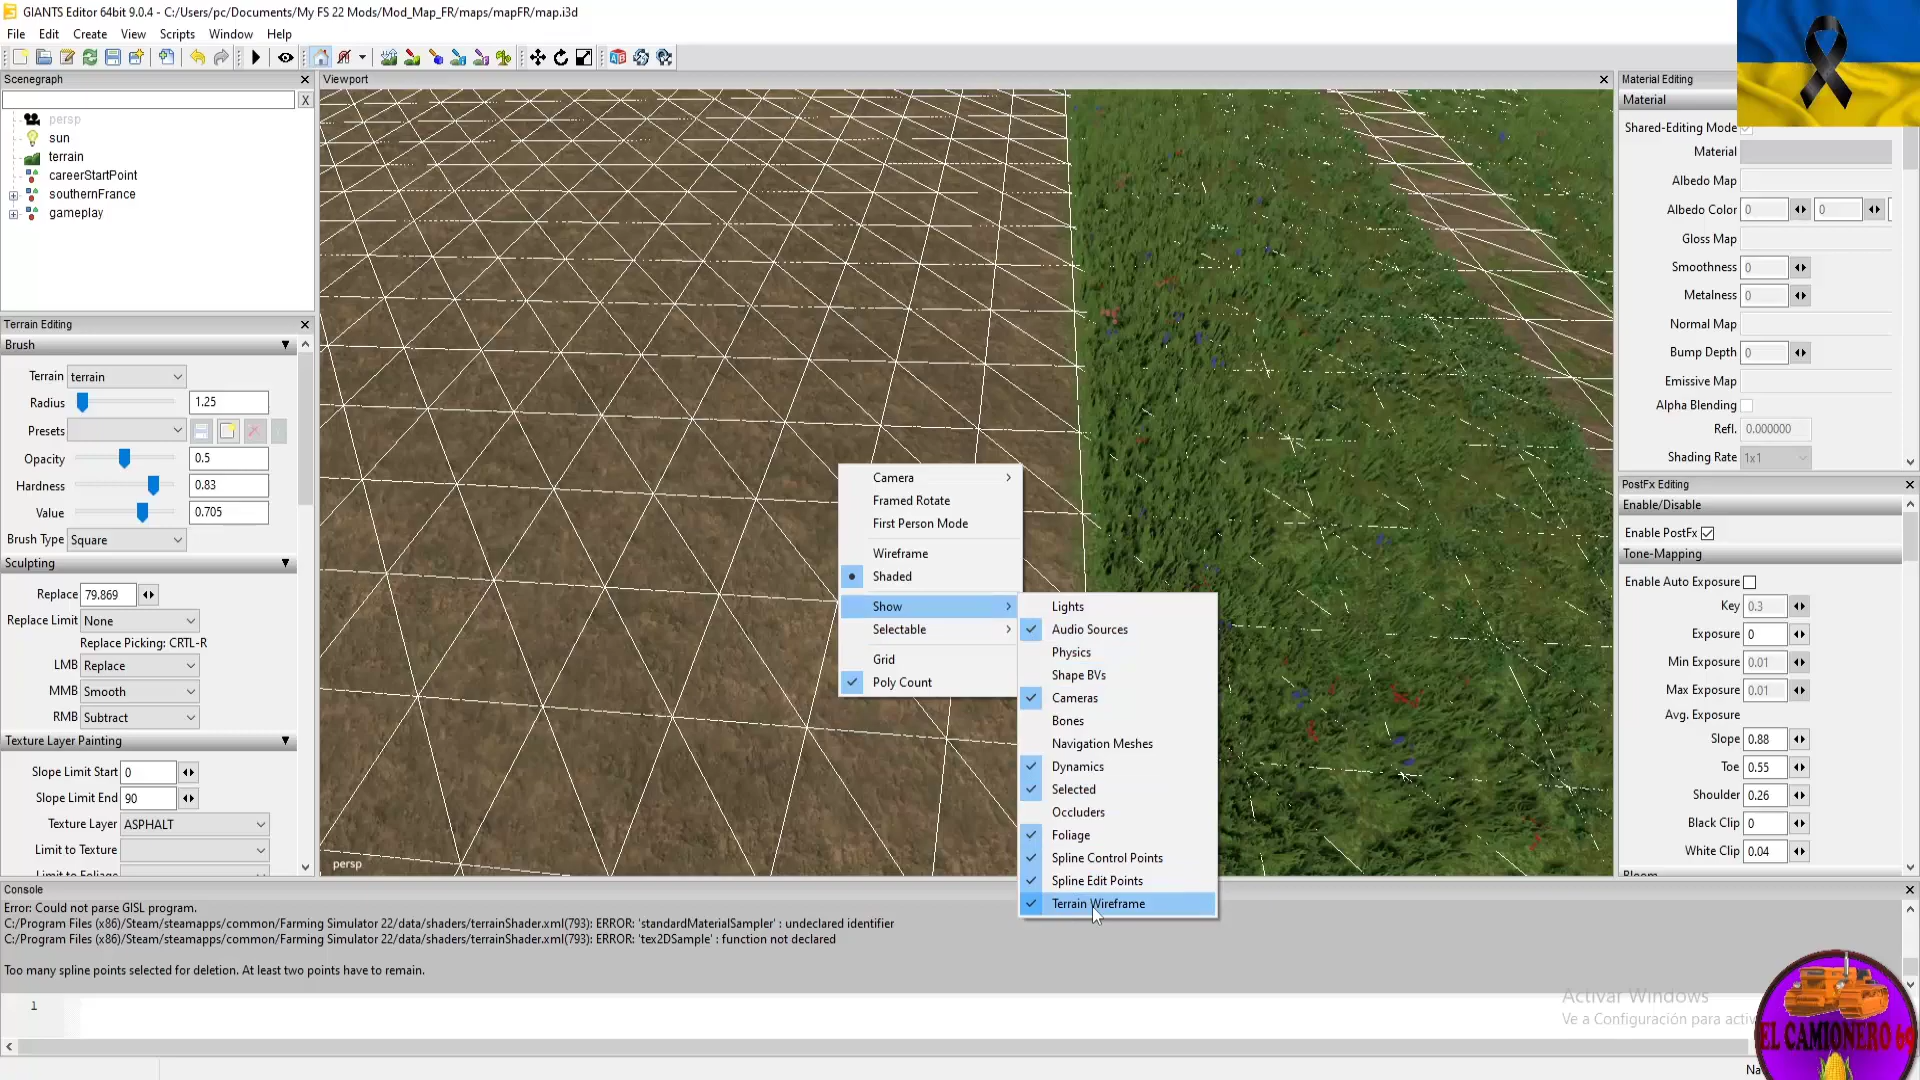 GIANTS Editor 64bit 9.0.4 - C:/Users/pc/Documents/My FS 22 Mods/Mod_Map_FR/maps/mapFR/map.i3d
File Edit Create View Scripts Window Help
Scenegraph
X
persp
sun
terrain
careerStartPoint
southernFrance
gameplay
Terrain Editing
Brush
Terrain terrain
Radius 1.25
Presets
Opacity 0.5
Hardness 0.83
Value 0.705
Brush Type Square
Sculpting
Replace 79.869
Replace Limit None
Replace Picking: CRTL-R
LMB Replace
MMB Smooth
RMB Subtract
Texture Layer Painting
Slope Limit Start 0
Slope Limit End 90
Texture Layer ASPHALT
Limit to Texture
Limit to Foliage
Viewport
persp
Camera
Framed Rotate
First Person Mode
Wireframe
Shaded
Show
Selectable
Grid
Poly Count
Lights
Audio Sources
Physics
Shape BVs
Cameras
Bones
Navigation Meshes
Dynamics
Selected
Occluders
Foliage
Spline Control Points
Spline Edit Points
Terrain Wireframe
Material Editing
Material
Shared-Editing Mode
Material
Albedo Map
Albedo Color 0 0
Gloss Map
Smoothness 0
Metalness 0
Normal Map
Bump Depth 0
Emissive Map
Alpha Blending
Refl. 0.000000
Shading Rate 1x1
PostFx Editing
Enable/Disable
Enable PostFx
Tone-Mapping
Enable Auto Exposure
Key 0.3
Exposure 0
Min Exposure 0.01
Max Exposure 0.01
Avg. Exposure
Slope 0.88
Toe 0.55
Shoulder 0.26
Black Clip 0
White Clip 0.04
Bloom
Console
Error: Could not parse GISL program.
C:/Program Files (x86)/Steam/steamapps/common/Farming Simulator 22/data/shaders/terrainShader.xml(793): ERROR: 'standardMaterialSampler' : undeclared identifier
C:/Program Files (x86)/Steam/steamapps/common/Farming Simulator 22/data/shaders/terrainShader.xml(793): ERROR: 'tex2DSample' : function not declared
Too many spline points selected for deletion. At least two points have to remain.
1
Activar Windows
Ve a Configuración para activ
EL CAMIONERO 69
Na